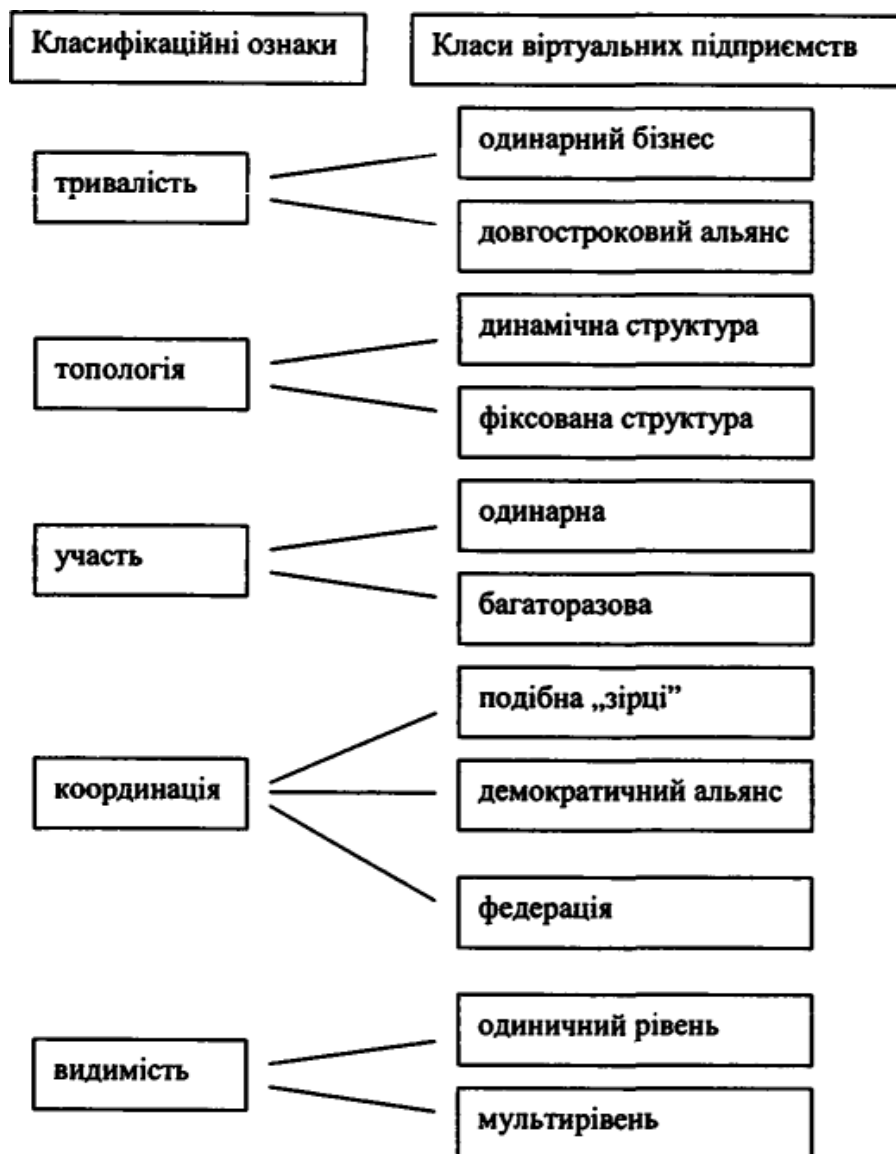 Класифікаційні ознаки
Класи віртуальних підприємств
тривалість
одинарний бізнес
довгостроковий альянс
топологія
динамічна структура
фіксована структура
участь
одинарна
багаторазова
координація
подібна „зірці”
демократичний альянс
федерація
видимість
одиничний рівень
мультирівень